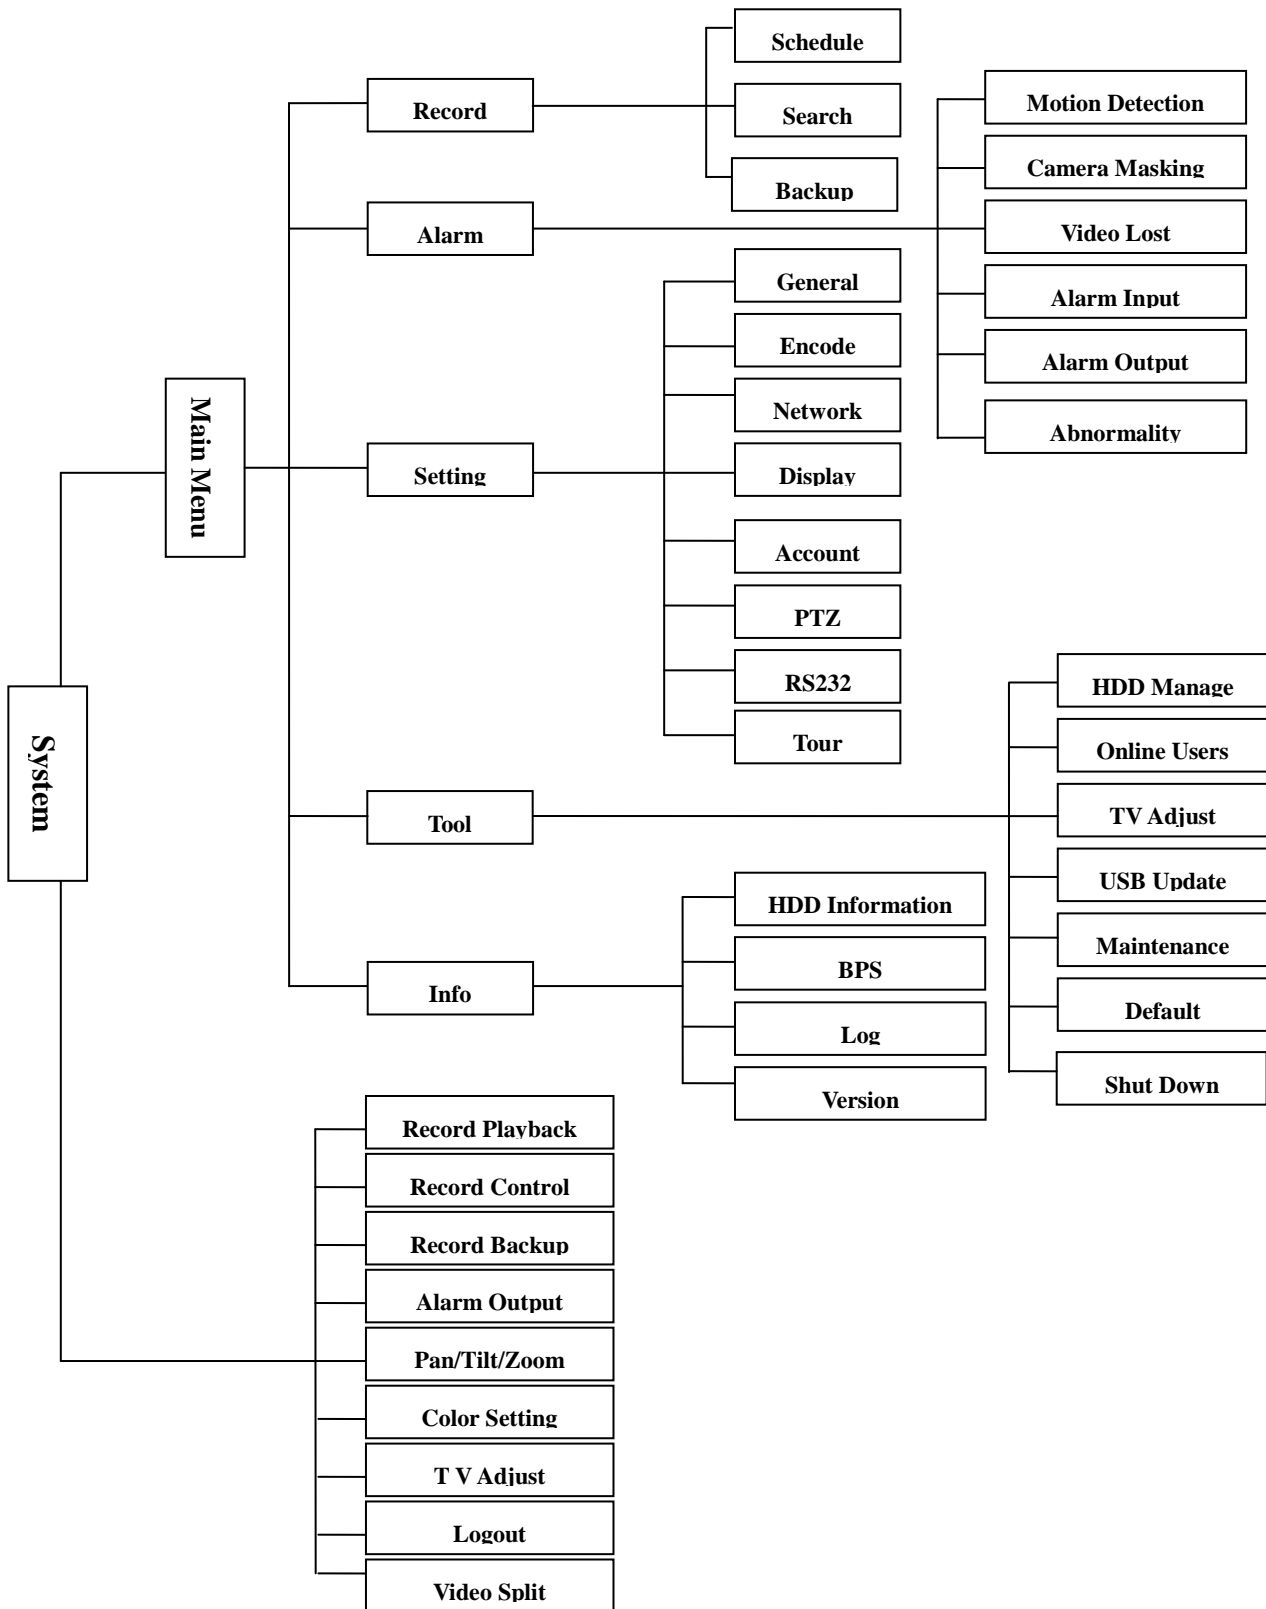 System
Main Menu
Record
Schedule
Search
Backup
Alarm
Motion Detection
Camera Masking
Video Lost
Alarm Input
Alarm Output
Abnormality
Setting
General
Encode
Network
Display
Account
PTZ
RS232
Tour
Tool
HDD Manage
Online Users
TV Adjust
USB Update
Maintenance
Default
Shut Down
Info
HDD Information
BPS
Log
Version
Record Playback
Record Control
Record Backup
Alarm Output
Pan/Tilt/Zoom
Color Setting
T V Adjust
Logout
Video Split